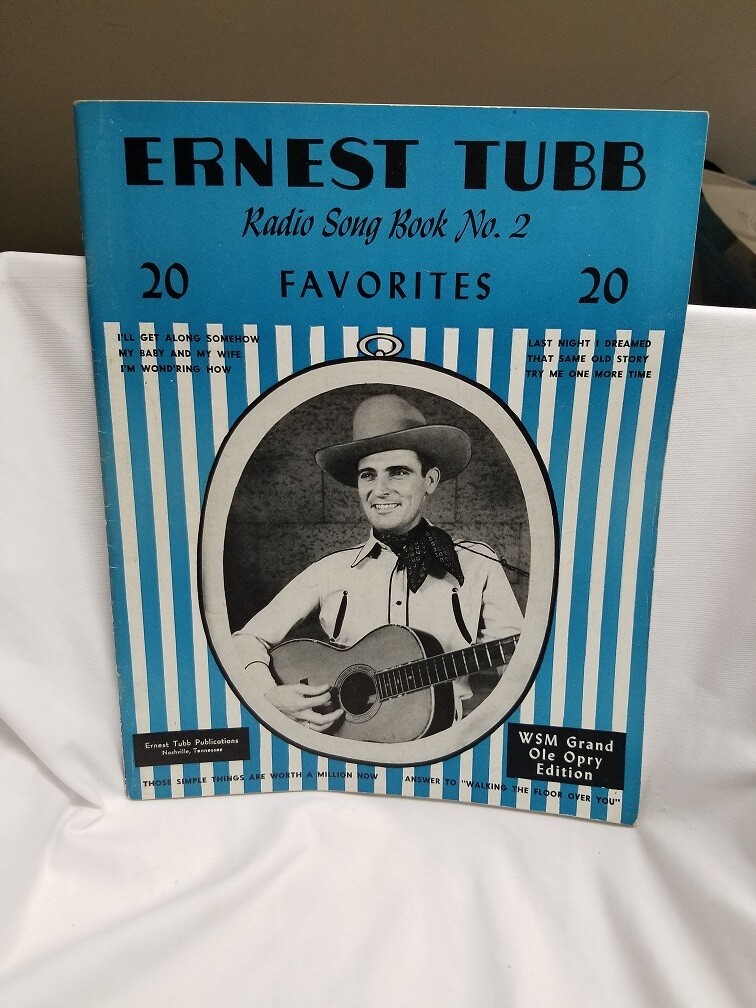 ERNEST TUBB
Radio Song Book No. 2
20 FAVORITES 20
I'LL GET ALONG SOMEHOW
MY BABY AND MY WIFE
I'M WOND'RING HOW
LAST NIGHT I DREAMED
THAT SAME OLD STORY
TRY ME ONE MORE TIME
Ernest Tubb Publications
Nashville, Tennessee
WSM Grand
Ole Opry
Edition
THOSE SIMPLE THINGS ARE WORTH A MILLION NOW
ANSWER TO "WALKING THE FLOOR OVER YOU"